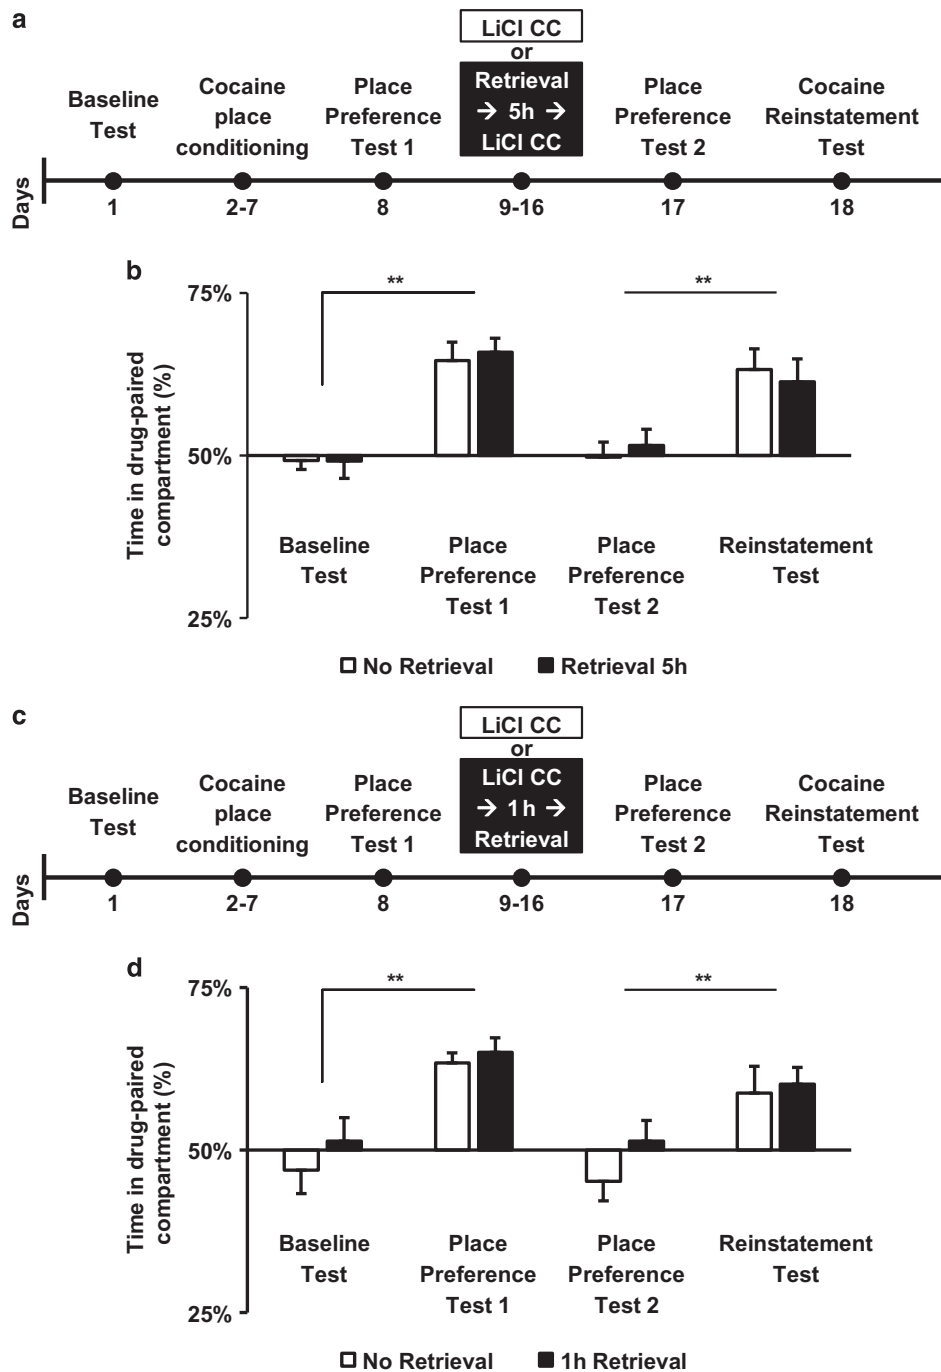 a
LiCl CC
or
Retrieval
→ 5h →
LiCl CC
Baseline
Test
Cocaine
place
conditioning
Place
Preference
Test 1
Place
Preference
Test 2
Cocaine
Reinstatement
Test
Days
1
2-7
8
9-16
17
18
b
**
**
75%
50%
25%
Time in drug-paired
compartment (%)
Baseline
Test
Place
Preference
Test 1
Place
Preference
Test 2
Reinstatement
Test
No Retrieval
Retrieval 5h
c
LiCl CC
or
LiCl CC
→ 1h →
Retrieval
Baseline
Test
Cocaine
place
conditioning
Place
Preference
Test 1
Place
Preference
Test 2
Cocaine
Reinstatement
Test
Days
1
2-7
8
9-16
17
18
d
**
**
75%
50%
25%
Time in drug-paired
compartment (%)
Baseline
Test
Place
Preference
Test 1
Place
Preference
Test 2
Reinstatement
Test
No Retrieval
1h Retrieval